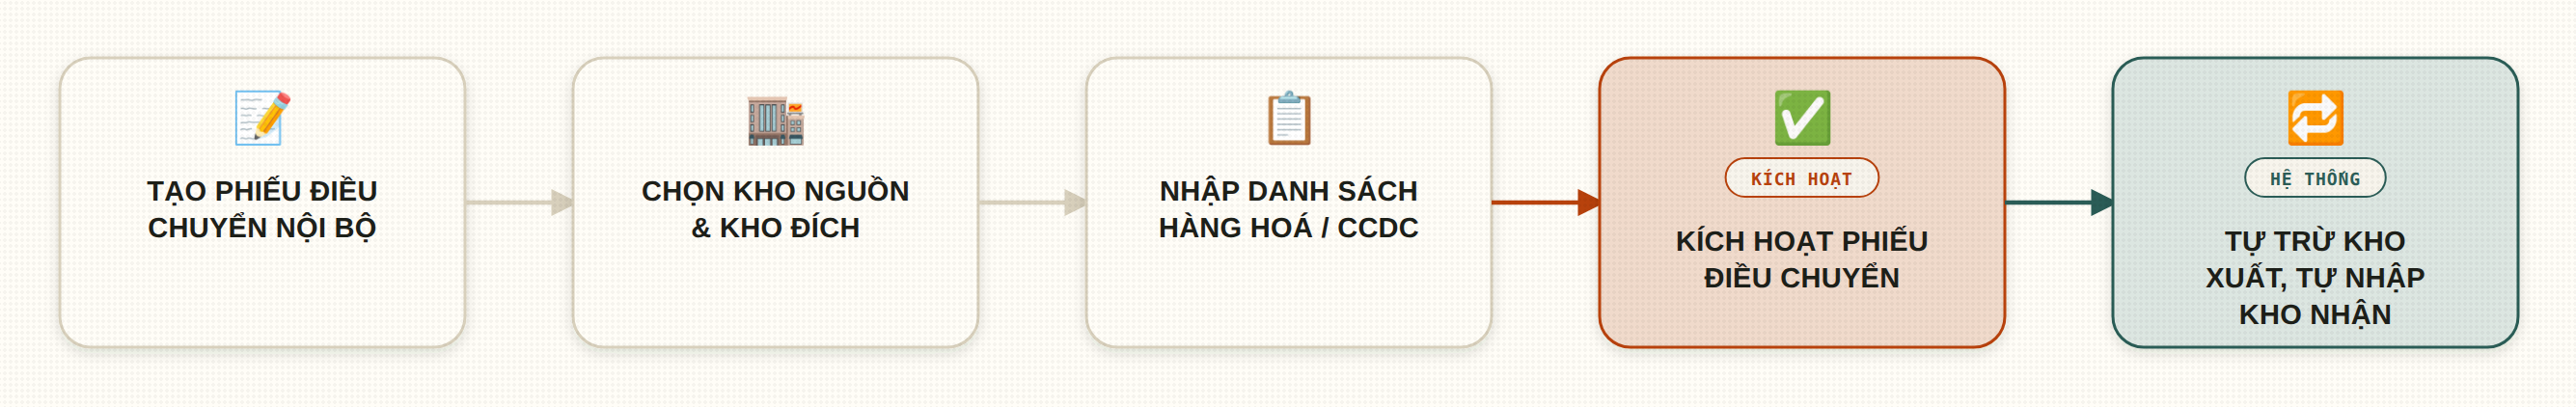 TẠO PHIẾU ĐIỀU
CHUYỂN NỘI BỘ
CHỌN KHO NGUỒN
& KHO ĐÍCH
NHẬP DANH SÁCH
HÀNG HOÁ / CCDC
KÍCH HOẠT
KÍCH HOẠT PHIẾU
ĐIỀU CHUYỂN
HỆ THỐNG
TỰ TRỪ KHO
XUẤT, TỰ NHẬP
KHO NHẬN